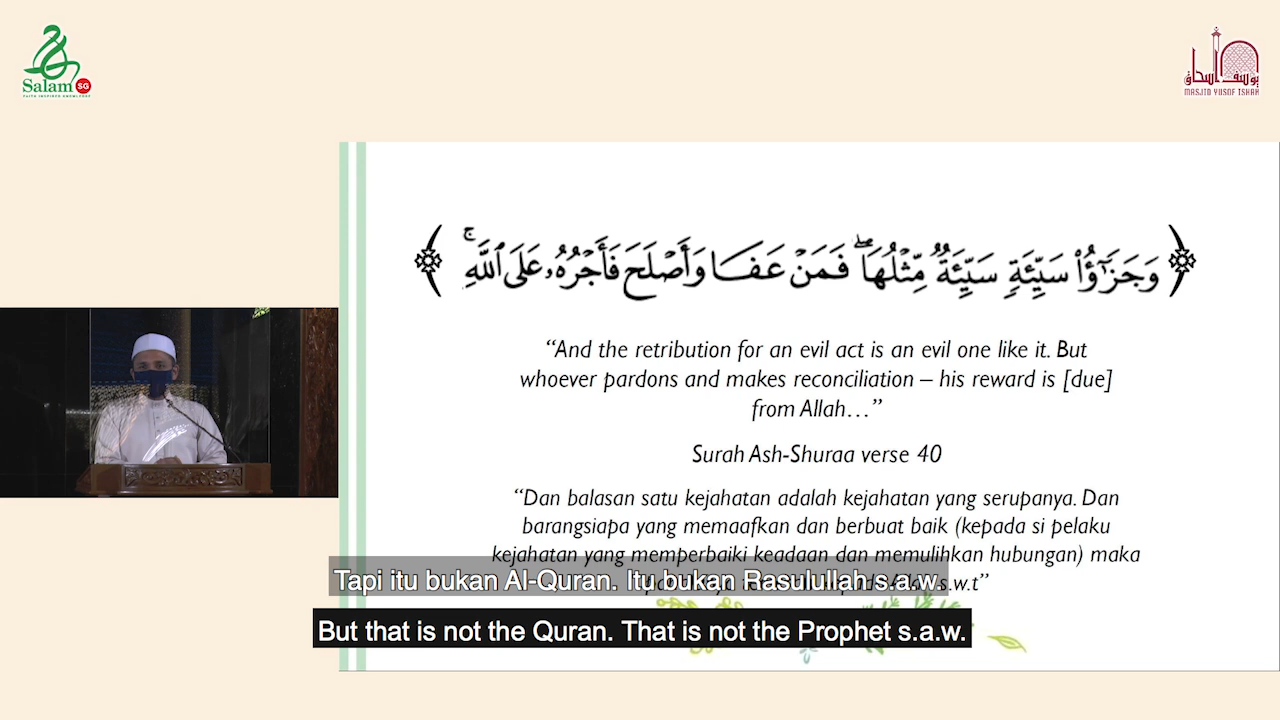 Salam SG
FAITH INSPIRED KNOWLEDGE
يوسف اسحاق
MASJID YUSOF ISHAK
﴿ وَجَزَٰٓؤُا۟ سَيِّئَةٍ سَيِّئَةٌ مِّثْلُهَا ۖ فَمَنْ عَفَا وَأَصْلَحَ فَأَجْرُهُۥ عَلَى ٱللَّهِ ۚ ﴾
“And the retribution for an evil act is an evil one like it. But
whoever pardons and makes reconciliation – his reward is [due]
from Allah…”
Surah Ash-Shuraa verse 40
“Dan balasan satu kejahatan adalah kejahatan yang serupanya. Dan
barangsiapa yang memaafkan dan berbuat baik (kepada si pelaku
kejahatan yang memperbaiki keadaan dan memulihkan hubungan) maka
s.w.t”
Tapi itu bukan Al-Quran. Itu bukan Rasulullah s.a.w.
But that is not the Quran. That is not the Prophet s.a.w.